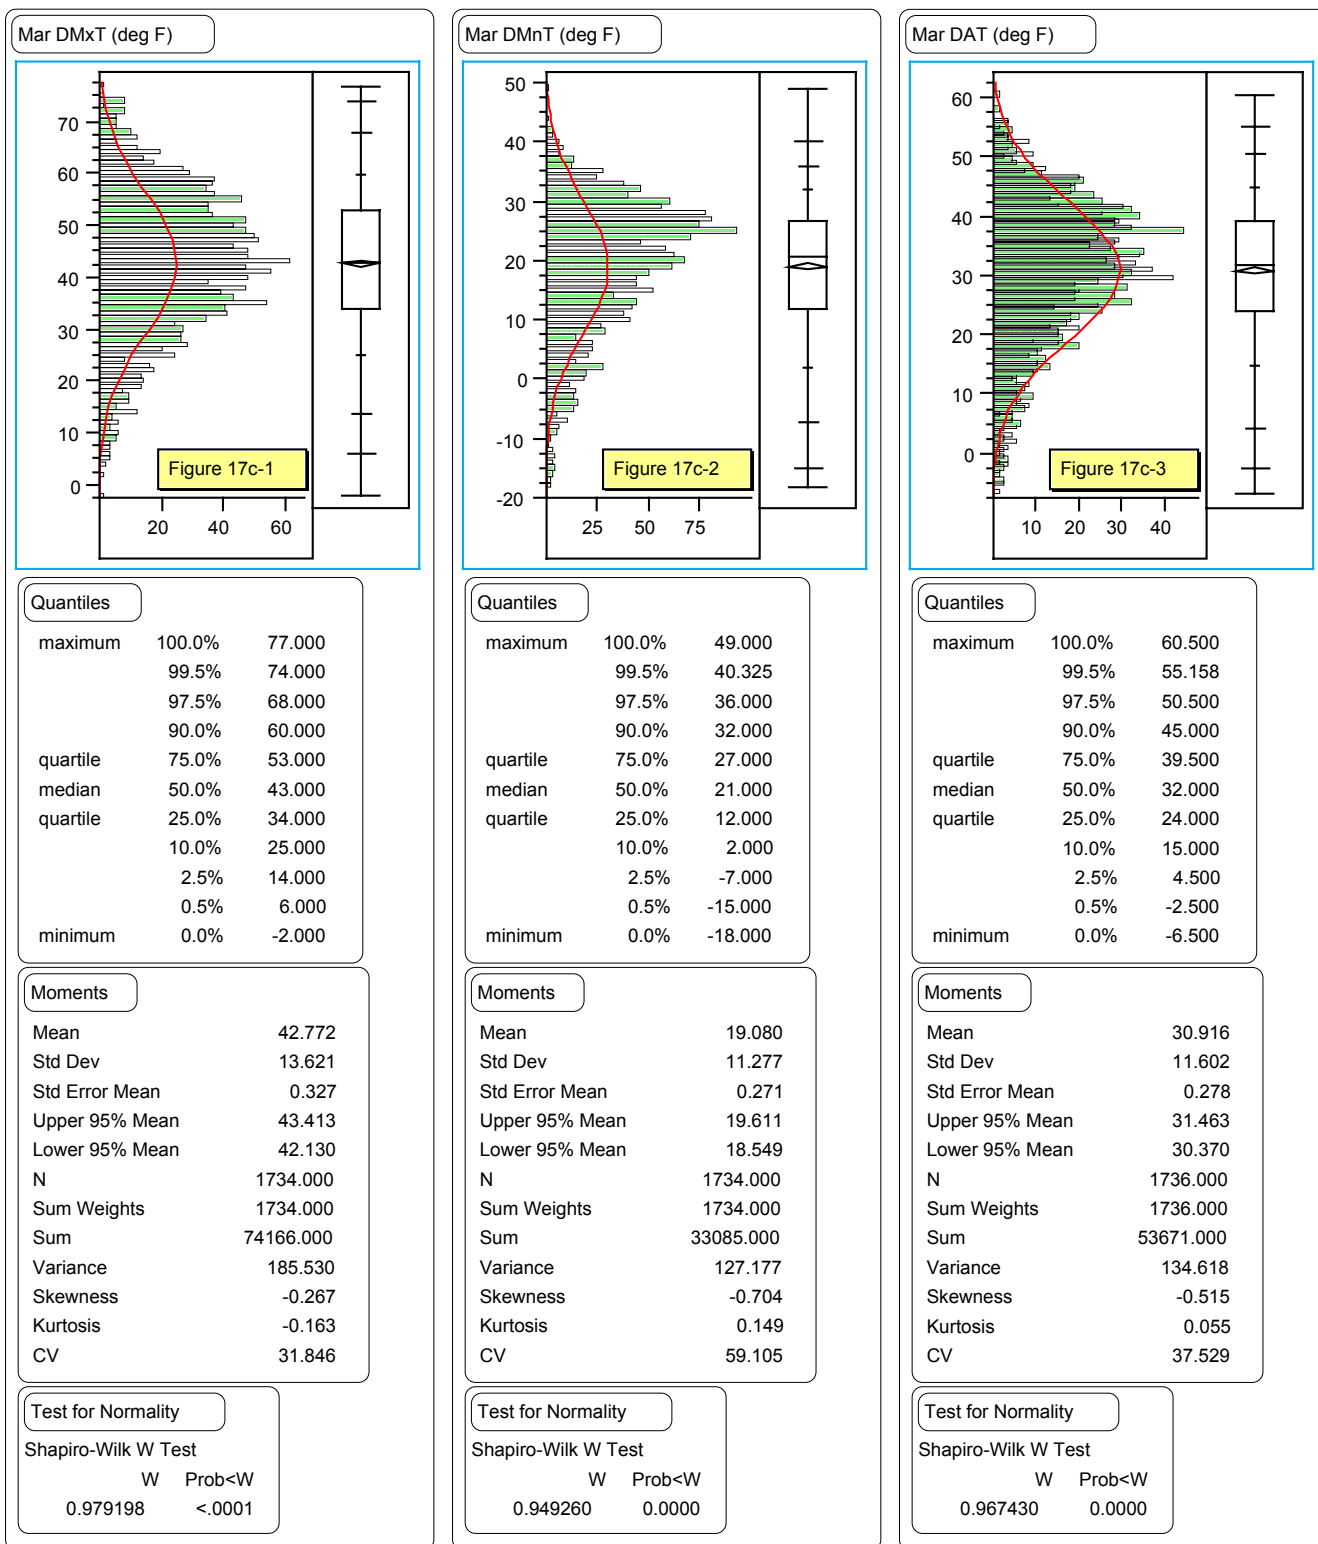 Mar DMxT (deg F)
70
60
50
40
30
20
10
0
20 40 60
Figure 17c-1
Quantiles
maximum 100.0% 77.000
99.5% 74.000
97.5% 68.000
90.0% 60.000
quartile 75.0% 53.000
median 50.0% 43.000
quartile 25.0% 34.000
10.0% 25.000
2.5% 14.000
0.5% 6.000
minimum 0.0% -2.000
Moments
Mean 42.772
Std Dev 13.621
Std Error Mean 0.327
Upper 95% Mean 43.413
Lower 95% Mean 42.130
N 1734.000
Sum Weights 1734.000
Sum 74166.000
Variance 185.530
Skewness -0.267
Kurtosis -0.163
CV 31.846
Test for Normality
Shapiro-Wilk W Test
W Prob<W
0.979198 <.0001
Mar DMnT (deg F)
50
40
30
20
10
0
-10
-20
25 50 75
Figure 17c-2
Quantiles
maximum 100.0% 49.000
99.5% 40.325
97.5% 36.000
90.0% 32.000
quartile 75.0% 27.000
median 50.0% 21.000
quartile 25.0% 12.000
10.0% 2.000
2.5% -7.000
0.5% -15.000
minimum 0.0% -18.000
Moments
Mean 19.080
Std Dev 11.277
Std Error Mean 0.271
Upper 95% Mean 19.611
Lower 95% Mean 18.549
N 1734.000
Sum Weights 1734.000
Sum 33085.000
Variance 127.177
Skewness -0.704
Kurtosis 0.149
CV 59.105
Test for Normality
Shapiro-Wilk W Test
W Prob<W
0.949260 0.0000
Mar DAT (deg F)
60
50
40
30
20
10
0
10 20 30 40
Figure 17c-3
Quantiles
maximum 100.0% 60.500
99.5% 55.158
97.5% 50.500
90.0% 45.000
quartile 75.0% 39.500
median 50.0% 32.000
quartile 25.0% 24.000
10.0% 15.000
2.5% 4.500
0.5% -2.500
minimum 0.0% -6.500
Moments
Mean 30.916
Std Dev 11.602
Std Error Mean 0.278
Upper 95% Mean 31.463
Lower 95% Mean 30.370
N 1736.000
Sum Weights 1736.000
Sum 53671.000
Variance 134.618
Skewness -0.515
Kurtosis 0.055
CV 37.529
Test for Normality
Shapiro-Wilk W Test
W Prob<W
0.967430 0.0000